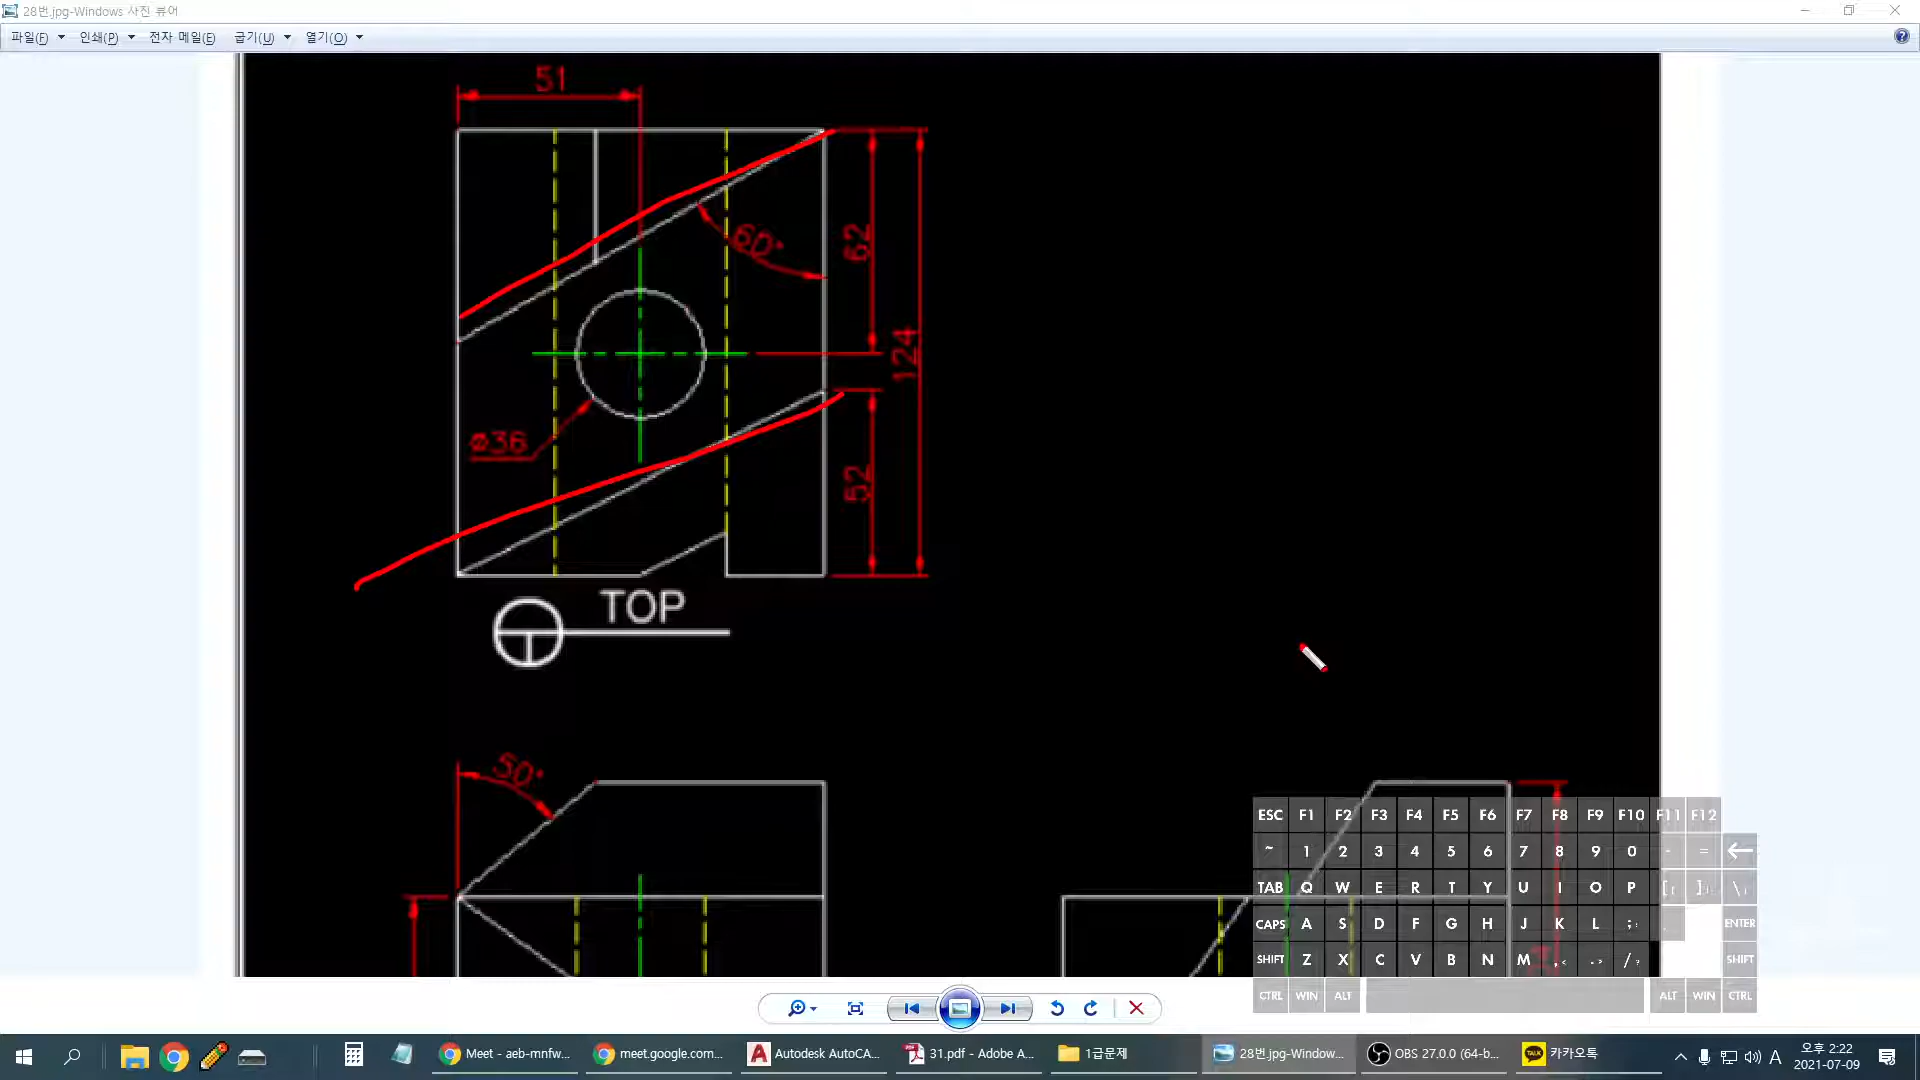 28번.jpg-Windows 사진 뷰어
파일(F) 인쇄(P) 전자 메일(E) 굽기(U) 열기(O)
51
60°
62
124
ø36
52
TOP
50°
ESC F1 F2 F3 F4 F5 F6 F7 F8 F9 F10 F11 F12
~ 1 2 3 4 5 6 7 8 9 0 - =
TAB Q W E R T Y U I O P [ ] \
CAPS A S D F G H J K L ; ENTER
SHIFT Z X C V B N M , < . > / ? SHIFT
CTRL WIN ALT ALT WIN CTRL
Meet - aeb-mnfw... meet.google.com... Autodesk AutoCA... 31.pdf - Adobe A... 1급문제 28번.jpg-Window... OBS 27.0.0 (64-b... TALK 카카오톡 A 오후 2:22
2021-07-09